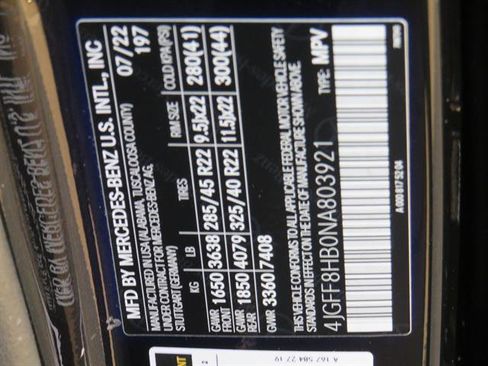 MFD BY MERCEDES-BENZ U.S. INTL., INC
MANUFACTURED IN USA (ALABAMA, TUSCALOOSA COUNTY)
UNDER CONTRACT FOR MERCEDES-BENZ AG,
STUTTGART (GERMANY)
07/22
197
KG LB TIRES RIM SIZE COLD KPA (PSI)
GAWR FRONT 1650 3638 285/45 R22 9.5Jx22 280(41)
GAWR REAR 1850 4079 325/40 R22 11.5Jx22 300(44)
GVWR 3360/7408
THIS VEHICLE CONFORMS TO ALL APPLICABLE FEDERAL MOTOR VEHICLE SAFETY
STANDARDS IN EFFECT ON THE DATE OF MANUFACTURE SHOWN ABOVE.
4JGFF8HB0NA803921
TYPE: MPV
A 000 817 52 04
A 167 584 27 19
2